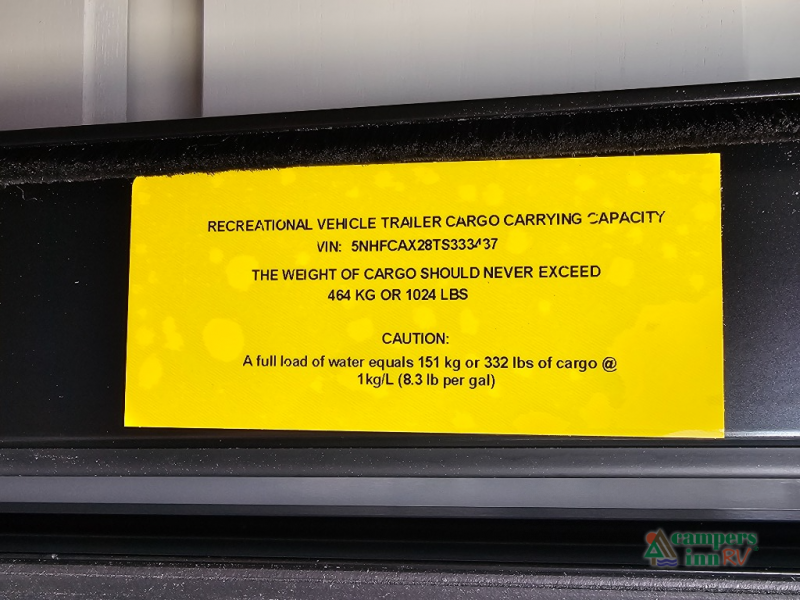 RECREATIONAL VEHICLE TRAILER CARGO CARRYING CAPACITY
VIN: 5NHFCAX28TS333437
THE WEIGHT OF CARGO SHOULD NEVER EXCEED
464 KG OR 1024 LBS
CAUTION:
A full load of water equals 151 kg or 332 lbs of cargo @
1kg/L (8.3 lb per gal)
campers
inn RV